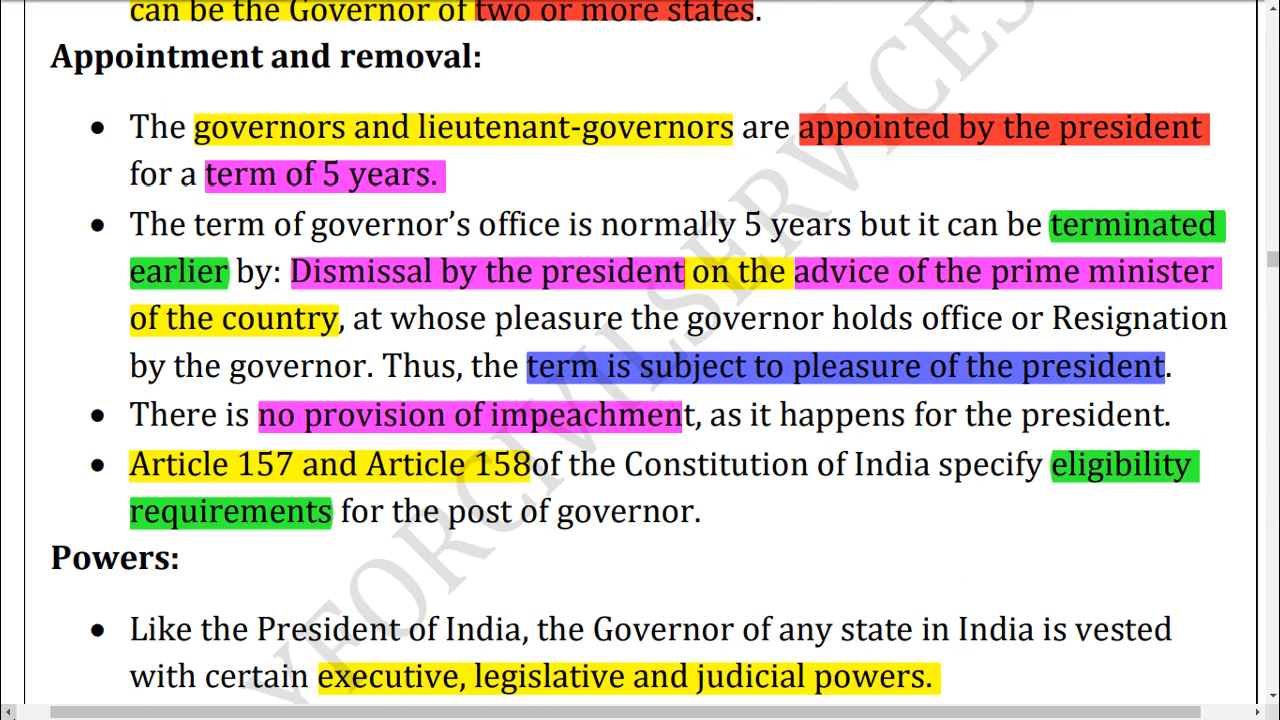 can be the Governor of two or more states.
Appointment and removal:
• The governors and lieutenant-governors are appointed by the president
for a term of 5 years.
• The term of governor’s office is normally 5 years but it can be terminated
earlier by: Dismissal by the president on the advice of the prime minister
of the country, at whose pleasure the governor holds office or Resignation
by the governor. Thus, the term is subject to pleasure of the president.
• There is no provision of impeachment, as it happens for the president.
• Article 157 and Article 158of the Constitution of India specify eligibility
requirements for the post of governor.
Powers:
• Like the President of India, the Governor of any state in India is vested
with certain executive, legislative and judicial powers.
YFORCIVILSERVICES